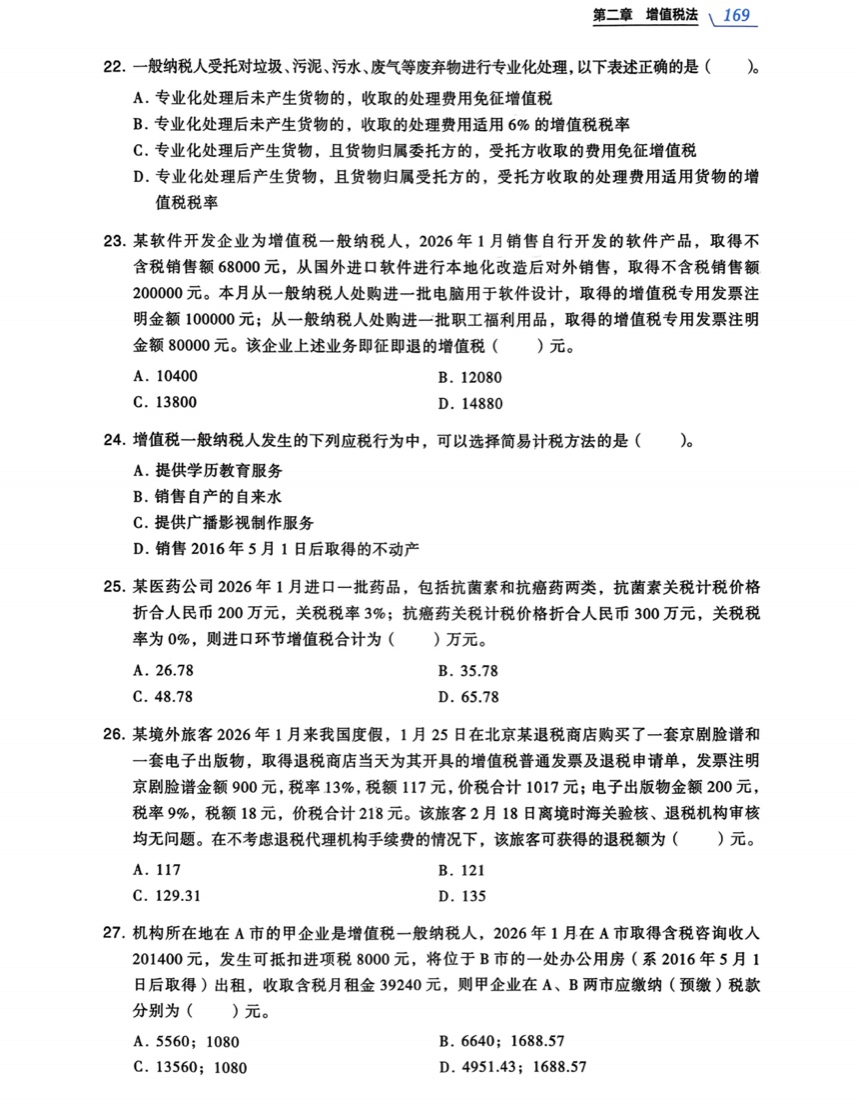 第二章 增值税法 169
22. 一般纳税人受托对垃圾、污泥、污水、废气等废弃物进行专业化处理,以下表述正确的是( )。
A. 专业化处理后未产生货物的，收取的处理费用免征增值税
B. 专业化处理后未产生货物的，收取的处理费用适用 6% 的增值税税率
C. 专业化处理后产生货物，且货物归属委托方的，受托方收取的费用免征增值税
D. 专业化处理后产生货物，且货物归属受托方的，受托方收取的处理费用适用货物的增
值税税率
23. 某软件开发企业为增值税一般纳税人，2026 年 1 月销售自行开发的软件产品，取得不
含税销售额 68000 元，从国外进口软件进行本地化改造后对外销售，取得不含税销售额
200000 元。本月从一般纳税人处购进一批电脑用于软件设计，取得的增值税专用发票注
明金额 100000 元；从一般纳税人处购进一批职工福利用品，取得的增值税专用发票注明
金额 80000 元。该企业上述业务即征即退的增值税( )元。
A. 10400 B. 12080
C. 13800 D. 14880
24. 增值税一般纳税人发生的下列应税行为中，可以选择简易计税方法的是( )。
A. 提供学历教育服务
B. 销售自产的自来水
C. 提供广播影视制作服务
D. 销售 2016 年 5 月 1 日后取得的不动产
25. 某医药公司 2026 年 1 月进口一批药品，包括抗菌素和抗癌药两类，抗菌素关税计税价格
折合人民币 200 万元，关税税率 3%；抗癌药关税计税价格折合人民币 300 万元，关税税
率为 0%，则进口环节增值税合计为( )万元。
A. 26.78 B. 35.78
C. 48.78 D. 65.78
26. 某境外旅客 2026 年 1 月来我国度假，1 月 25 日在北京某退税商店购买了一套京剧脸谱和
一套电子出版物，取得退税商店当天为其开具的增值税普通发票及退税申请单，发票注明
京剧脸谱金额 900 元,税率 13%,税额 117 元,价税合计 1017 元；电子出版物金额 200 元，
税率 9%，税额 18 元，价税合计 218 元。该旅客 2 月 18 日离境时海关验核、退税机构审核
均无问题。在不考虑退税代理机构手续费的情况下，该旅客可获得的退税额为( )元。
A. 117 B. 121
C. 129.31 D. 135
27. 机构所在地在 A 市的甲企业是增值税一般纳税人，2026 年 1 月在 A 市取得含税咨询收入
201400 元，发生可抵扣进项税 8000 元，将位于 B 市的一处办公用房（系 2016 年 5 月 1
日后取得）出租，收取含税月租金 39240 元，则甲企业在 A、B 两市应缴纳（预缴）税款
分别为( )元。
A. 5560；1080 B. 6640；1688.57
C. 13560；1080 D. 4951.43；1688.57